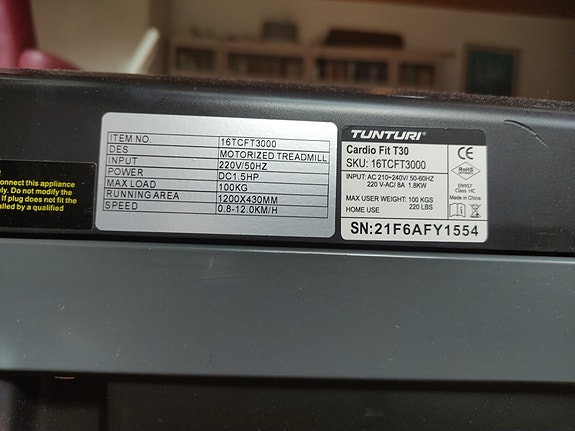 onnect this appliance
. Do not modify the
If plug does not fit the
alled by a qualified
ITEM NO. 16TCFT3000
DES MOTORIZED TREADMILL
INPUT 220V/50HZ
POWER DC1.5HP
MAX LOAD 100KG
RUNNING AREA 1200X430MM
SPEED 0.8-12.0KM/H
TUNTURI®
Cardio Fit T30
SKU: 16TCFT3000
INPUT: AC 210~240V/ 50-60HZ
220 V-AC/ 8A 1.8KW
MAX USER WEIGHT: 100 KGS
HOME USE 220 LBS
CE
RoHS
EN957
Class HC
Made in China
SN:21F6AFY1554